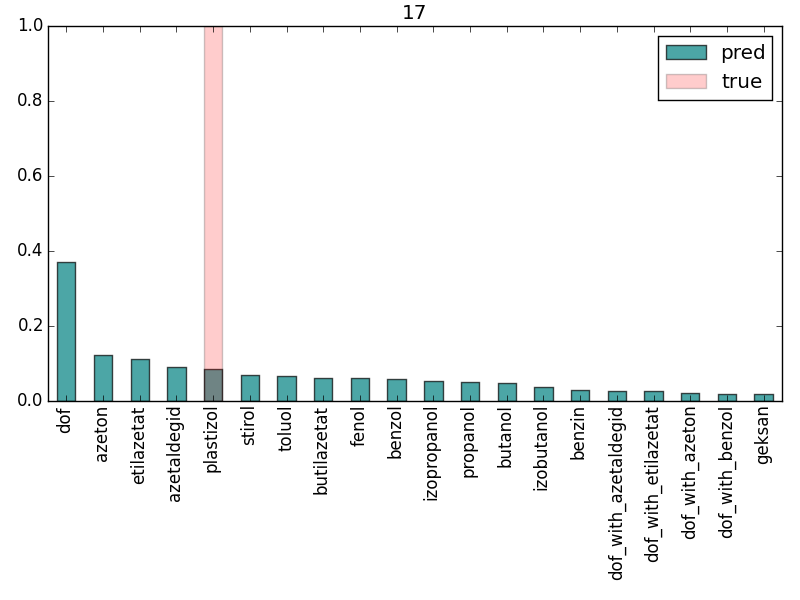 17
1.0
0.8
0.6
0.4
0.2
0.0
pred
true
dof
azeton
etilazetat
azetaldegid
plastizol
stirol
toluol
butilazetat
fenol
benzol
izopropanol
propanol
butanol
izobutanol
benzin
dof_with_azetaldegid
dof_with_etilazetat
dof_with_azeton
dof_with_benzol
geksan